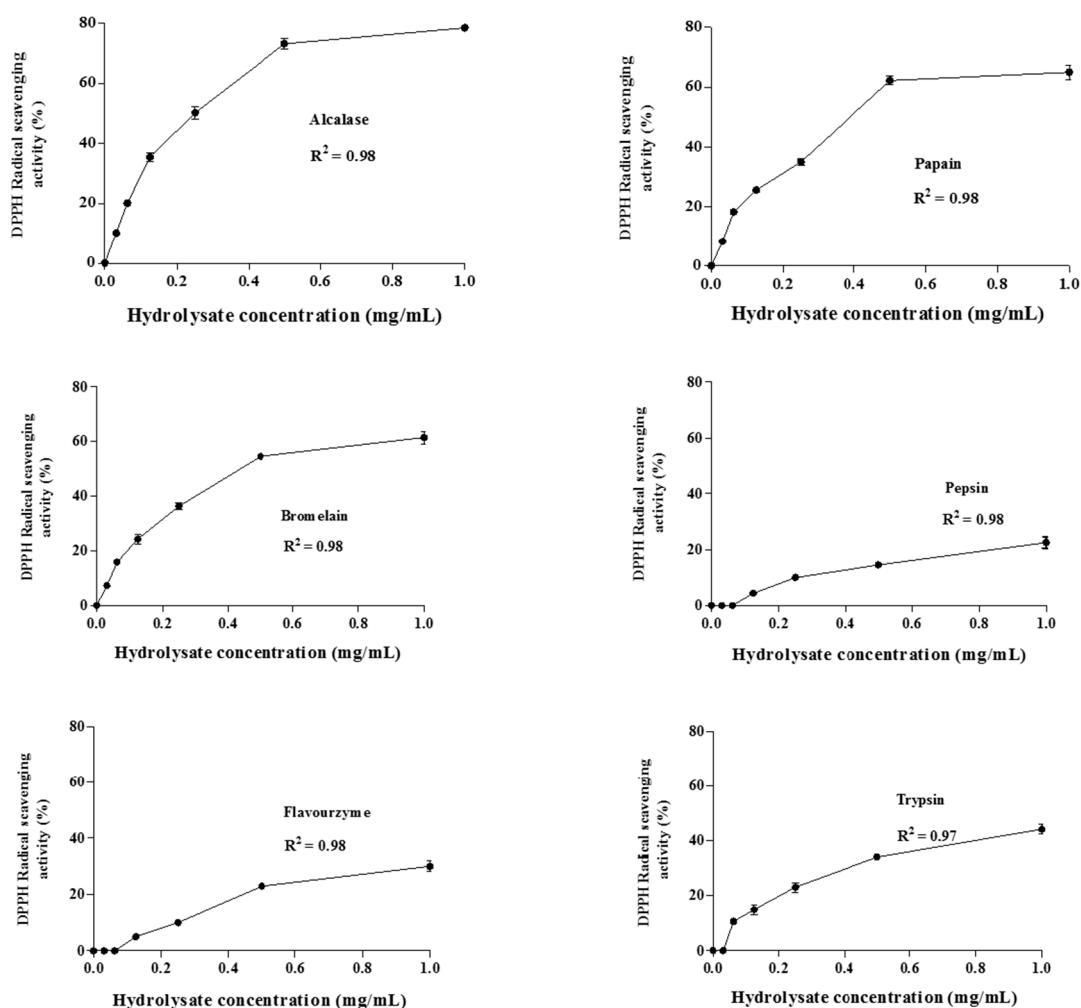 DPPH Radical scavenging
activity (%)
80
60
40
20
0
Alcalase
R² = 0.98
0.0 0.2 0.4 0.6 0.8 1.0
Hydrolysate concentration (mg/mL)
DPPH Radical scavenging
activity (%)
80
60
40
20
0
Papain
R² = 0.98
0.0 0.2 0.4 0.6 0.8 1.0
Hydrolysate concentration (mg/mL)
DPPH Radical scavenging
activity (%)
80
60
40
20
0
Bromelain
R² = 0.98
0.0 0.2 0.4 0.6 0.8 1.0
Hydrolysate concentration (mg/mL)
DPPH Radical scavenging
activity (%)
80
60
40
20
0
Pepsin
R² = 0.98
0.0 0.2 0.4 0.6 0.8 1.0
Hydrolysate concentration (mg/mL)
DPPH Radical scavenging
activity (%)
80
60
40
20
0
Flavourzyme
R² = 0.98
0.0 0.2 0.4 0.6 0.8 1.0
Hydrolysate concentration (mg/mL)
DPPH Radical scavenging
activity (%)
80
60
40
20
0
Trypsin
R² = 0.97
0.0 0.2 0.4 0.6 0.8 1.0
Hydrolysate concentration (mg/mL)